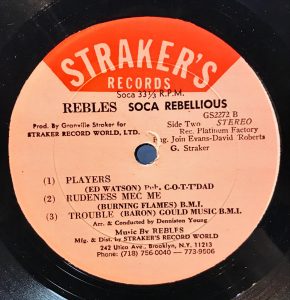 STRAKER'S
RECORDS
Soca 33⅓ R.P.M.
REBLES SOCA REBELLIOUS
GS2272 B
Prod. By Granville Straker for
STRAKER RECORD WORLD, LTD.
Side Two STEREO
Rec. Platinum Factory
Eng. Join Evans-David Roberts
G. Straker
(1) PLAYERS
(ED WATSON) Pub. C-O-T-T'DAD
(2) RUDENESS MEC ME
(BURNING FLAMES) B.M.I.
(3) TROUBLE (BARON) GOULD MUSIC B.M.I.
Arr. & Conducted by Dennisten Young
Music By REBLES
Mfg. & Dist. by STRAKER'S RECORD WORLD
242 Utica Ave., Brooklyn, N.Y. 11213
Phone: (718) 756-0040 — 773-9506